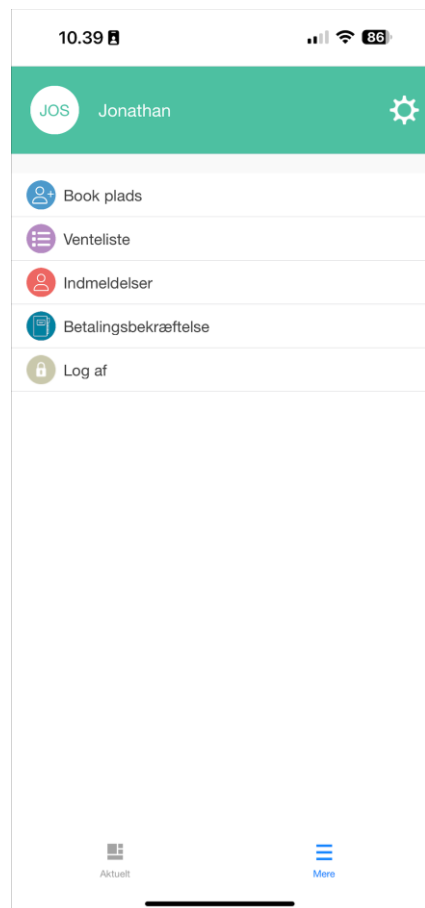 10.39
86
JOS
Jonathan
Book plads
Venteliste
Indmeldelser
Betalingsbekræftelse
Log af
Aktuelt
Mere